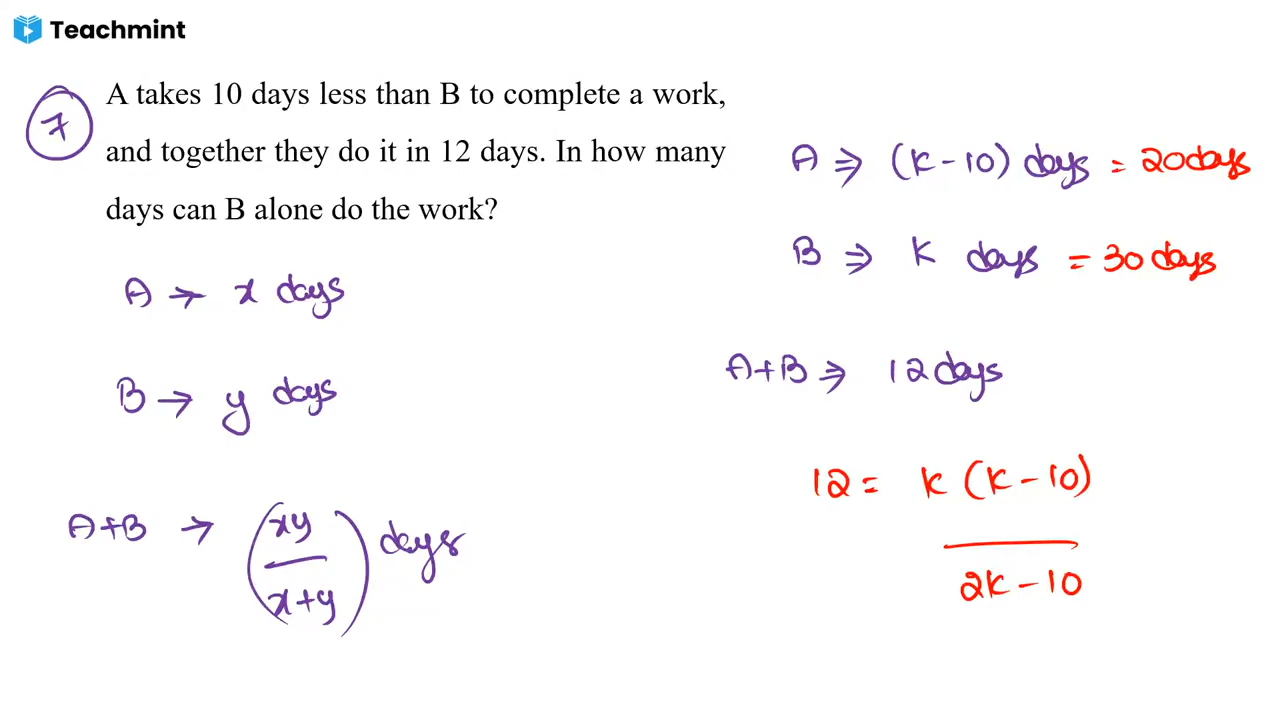 Teachmint
7
A takes 10 days less than B to complete a work,
and together they do it in 12 days. In how many
days can B alone do the work?
A → x days
B → y days
A+B → (xy/x+y) days
A ⇒ (k-10) days = 20days
B ⇒ k days = 30 days
A+B ⇒ 12days
12 = k (k-10)
2k-10